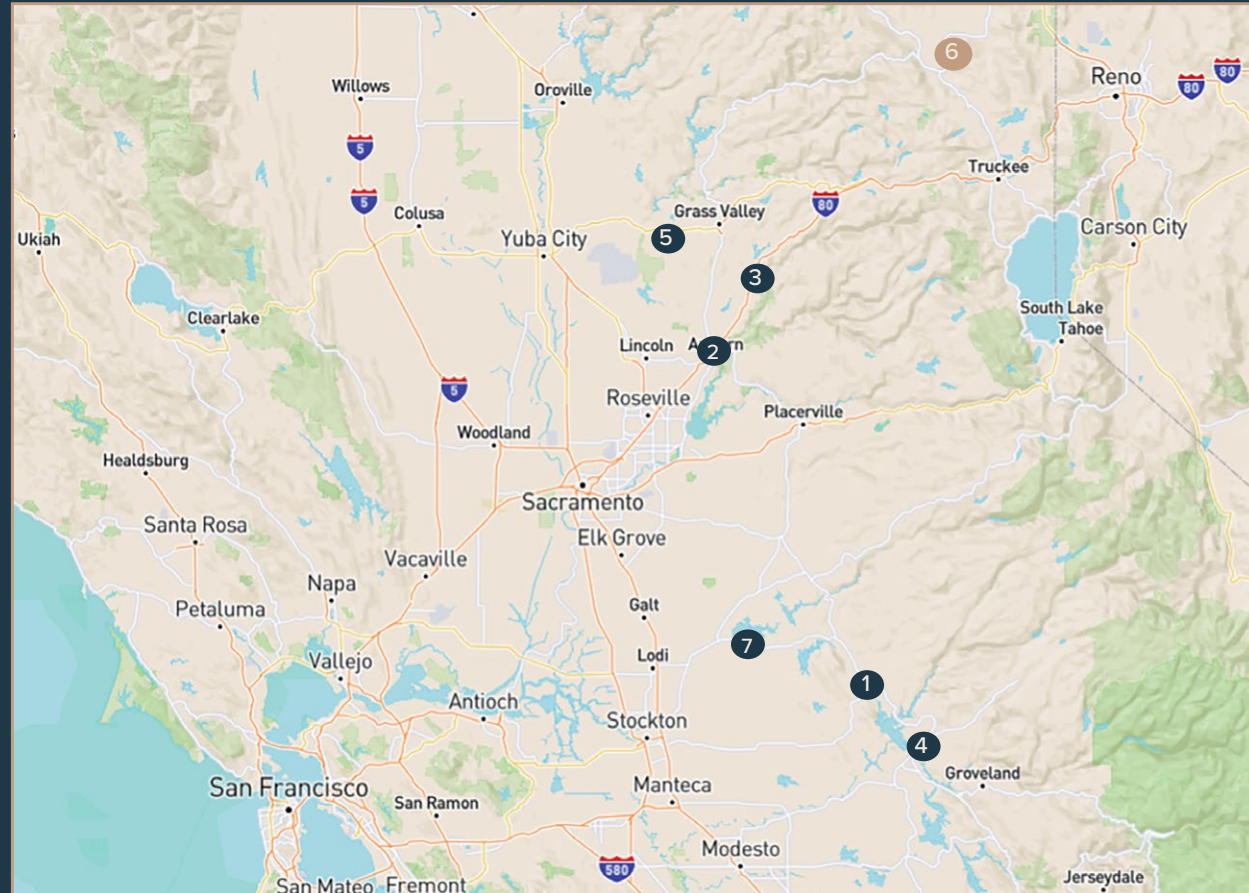 6
Reno
80
80
Willows
Oroville
5
Truckee
5
80
Colusa
Grass Valley
Carson City
Ukiah
Yuba City
5
3
Clearlake
South Lake
Tahoe
Lincoln
2
5
Roseville
Placerville
Woodland
Healdsburg
Sacramento
Santa Rosa
Elk Grove
Vacaville
Napa
Petaluma
Galt
7
Lodi
Vallejo
1
Antioch
Stockton
4
Groveland
San Francisco
Manteca
San Ramon
Modesto
580
Jerseydale
San Mateo
Fremont